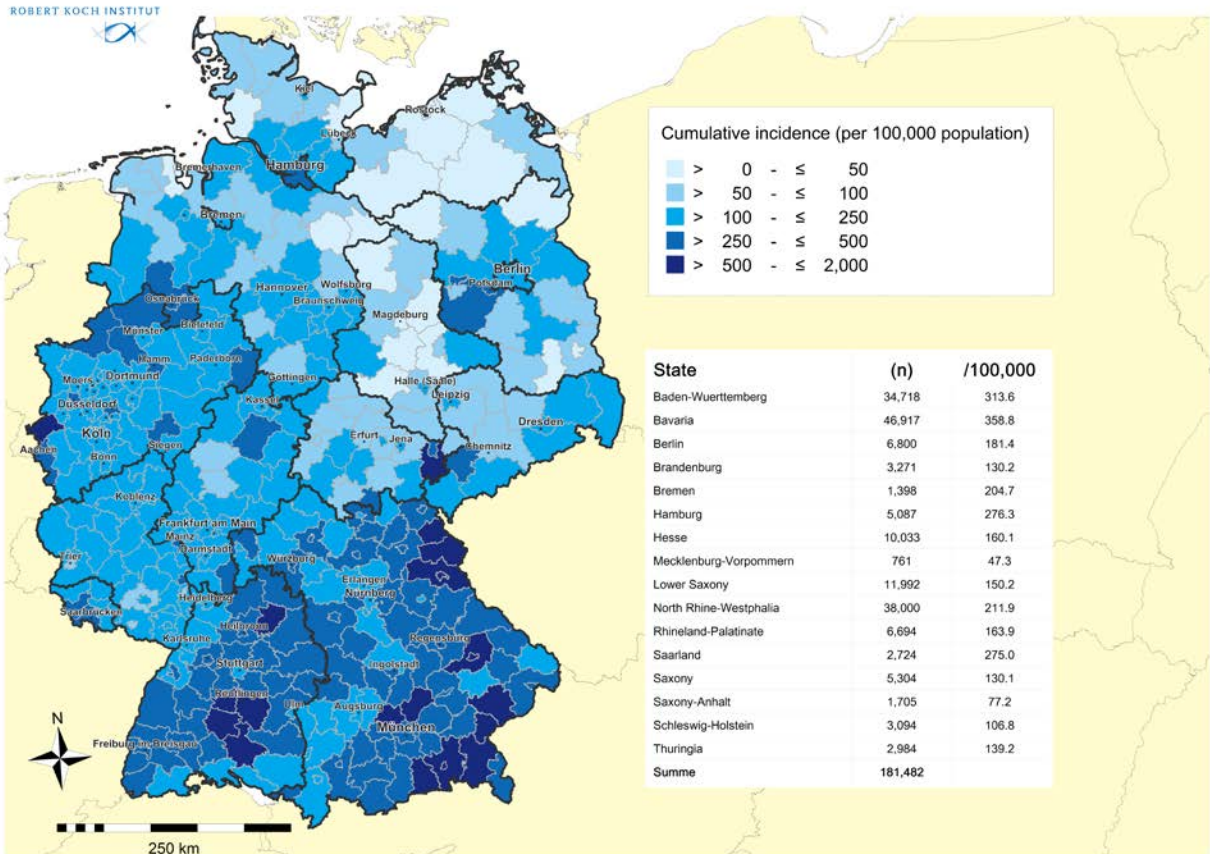 ROBERT KOCH INSTITUT
Kiel
Rostock
Lübeck
Hamburg
Bremerhaven
Bremen
Berlin
Potsdam
Wolfsburg
Hannover
Braunschweig
Osnabrück
Magdeburg
Bielefeld
Münster
Hamm
Paderborn
Göttingen
Halle (Saale)
Leipzig
Moers
Dortmund
Düsseldorf
Kassel
Dresden
Köln
Erfurt
Jena
Chemnitz
Aachen
Siegen
Bonn
Koblenz
Frankfurt am Main
Mainz
Darmstadt
Trier
Würzburg
Erlangen
Nürnberg
Heidelberg
Saarbrücken
Heilbronn
Karlsruhe
Regensburg
Stuttgart
Ingolstadt
Reutlingen
Ulm
Augsburg
München
Freiburg im Breisgau
N
250 km
Cumulative incidence (per 100,000 population)
> 0 - ≤ 50
> 50 - ≤ 100
> 100 - ≤ 250
> 250 - ≤ 500
> 500 - ≤ 2,000
State (n) /100,000
Baden-Wuerttemberg 34,718 313.6
Bavaria 46,917 358.8
Berlin 6,800 181.4
Brandenburg 3,271 130.2
Bremen 1,398 204.7
Hamburg 5,087 276.3
Hesse 10,033 160.1
Mecklenburg-Vorpommern 761 47.3
Lower Saxony 11,992 150.2
North Rhine-Westphalia 38,000 211.9
Rhineland-Palatinate 6,694 163.9
Saarland 2,724 275.0
Saxony 5,304 130.1
Saxony-Anhalt 1,705 77.2
Schleswig-Holstein 3,094 106.8
Thuringia 2,984 139.2
Summe 181,482